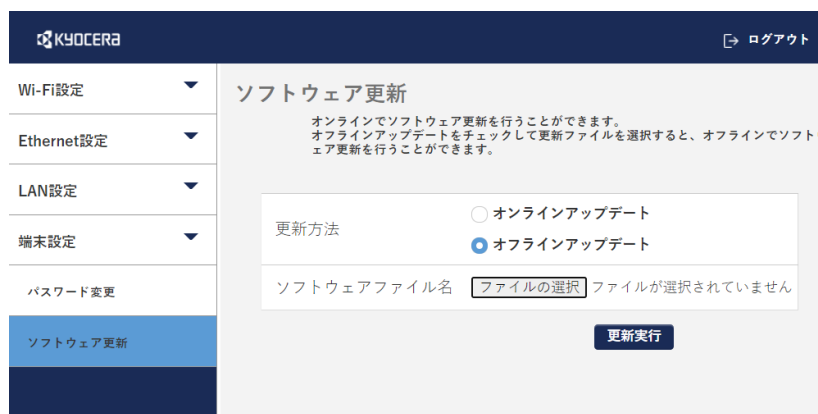 KYOCERA
ログアウト
Wi-Fi設定
Ethernet設定
LAN設定
端末設定
パスワード変更
ソフトウェア更新
ソフトウェア更新
オンラインでソフトウェア更新を行うことができます。
オフラインアップデートをチェックして更新ファイルを選択すると、オフラインでソフト
ェア更新を行うことができます。
更新方法
オンラインアップデート
オフラインアップデート
ソフトウェアファイル名 ファイルの選択 ファイルが選択されていません
更新実行